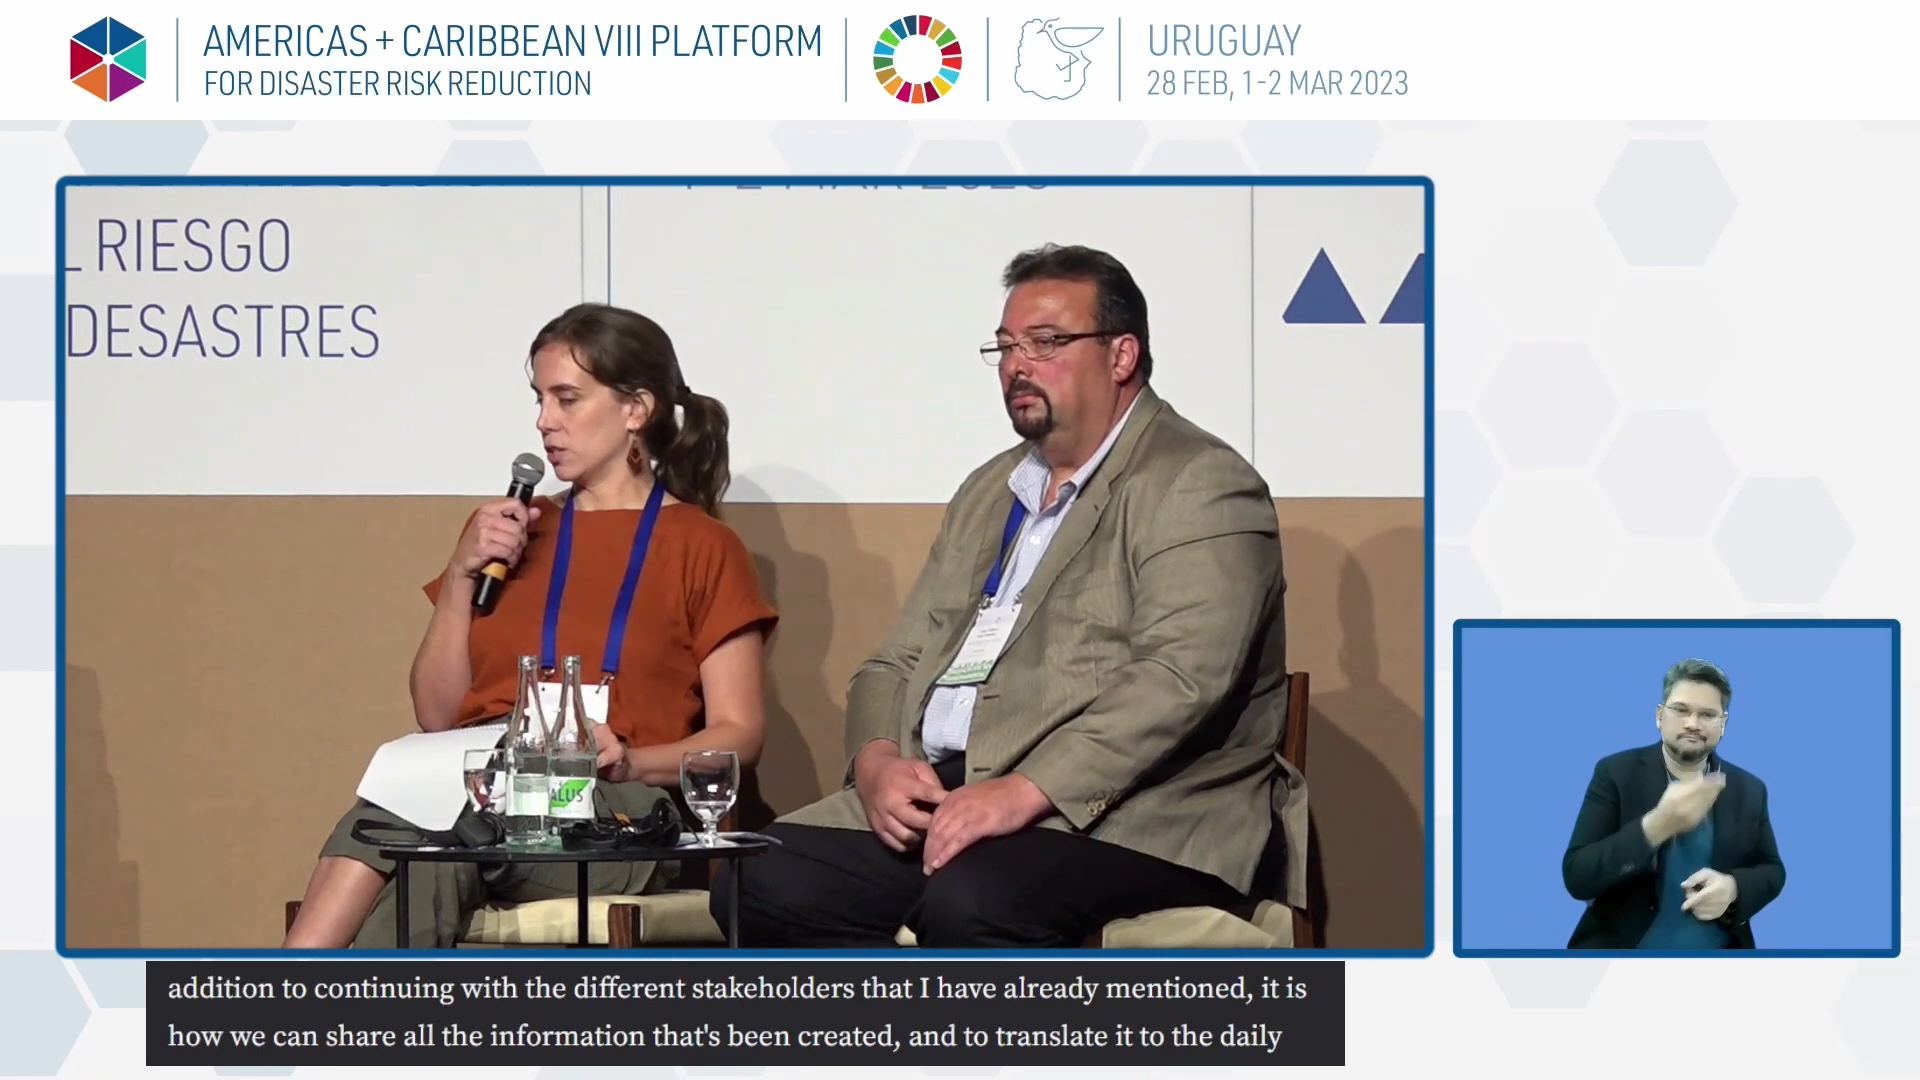 AMERICAS + CARIBBEAN VIII PLATFORM
FOR DISASTER RISK REDUCTION
URUGUAY
28 FEB, 1-2 MAR 2023
L RIESGO
DESASTRES
ALUS
addition to continuing with the different stakeholders that I have already mentioned, it is
how we can share all the information that's been created, and to translate it to the daily